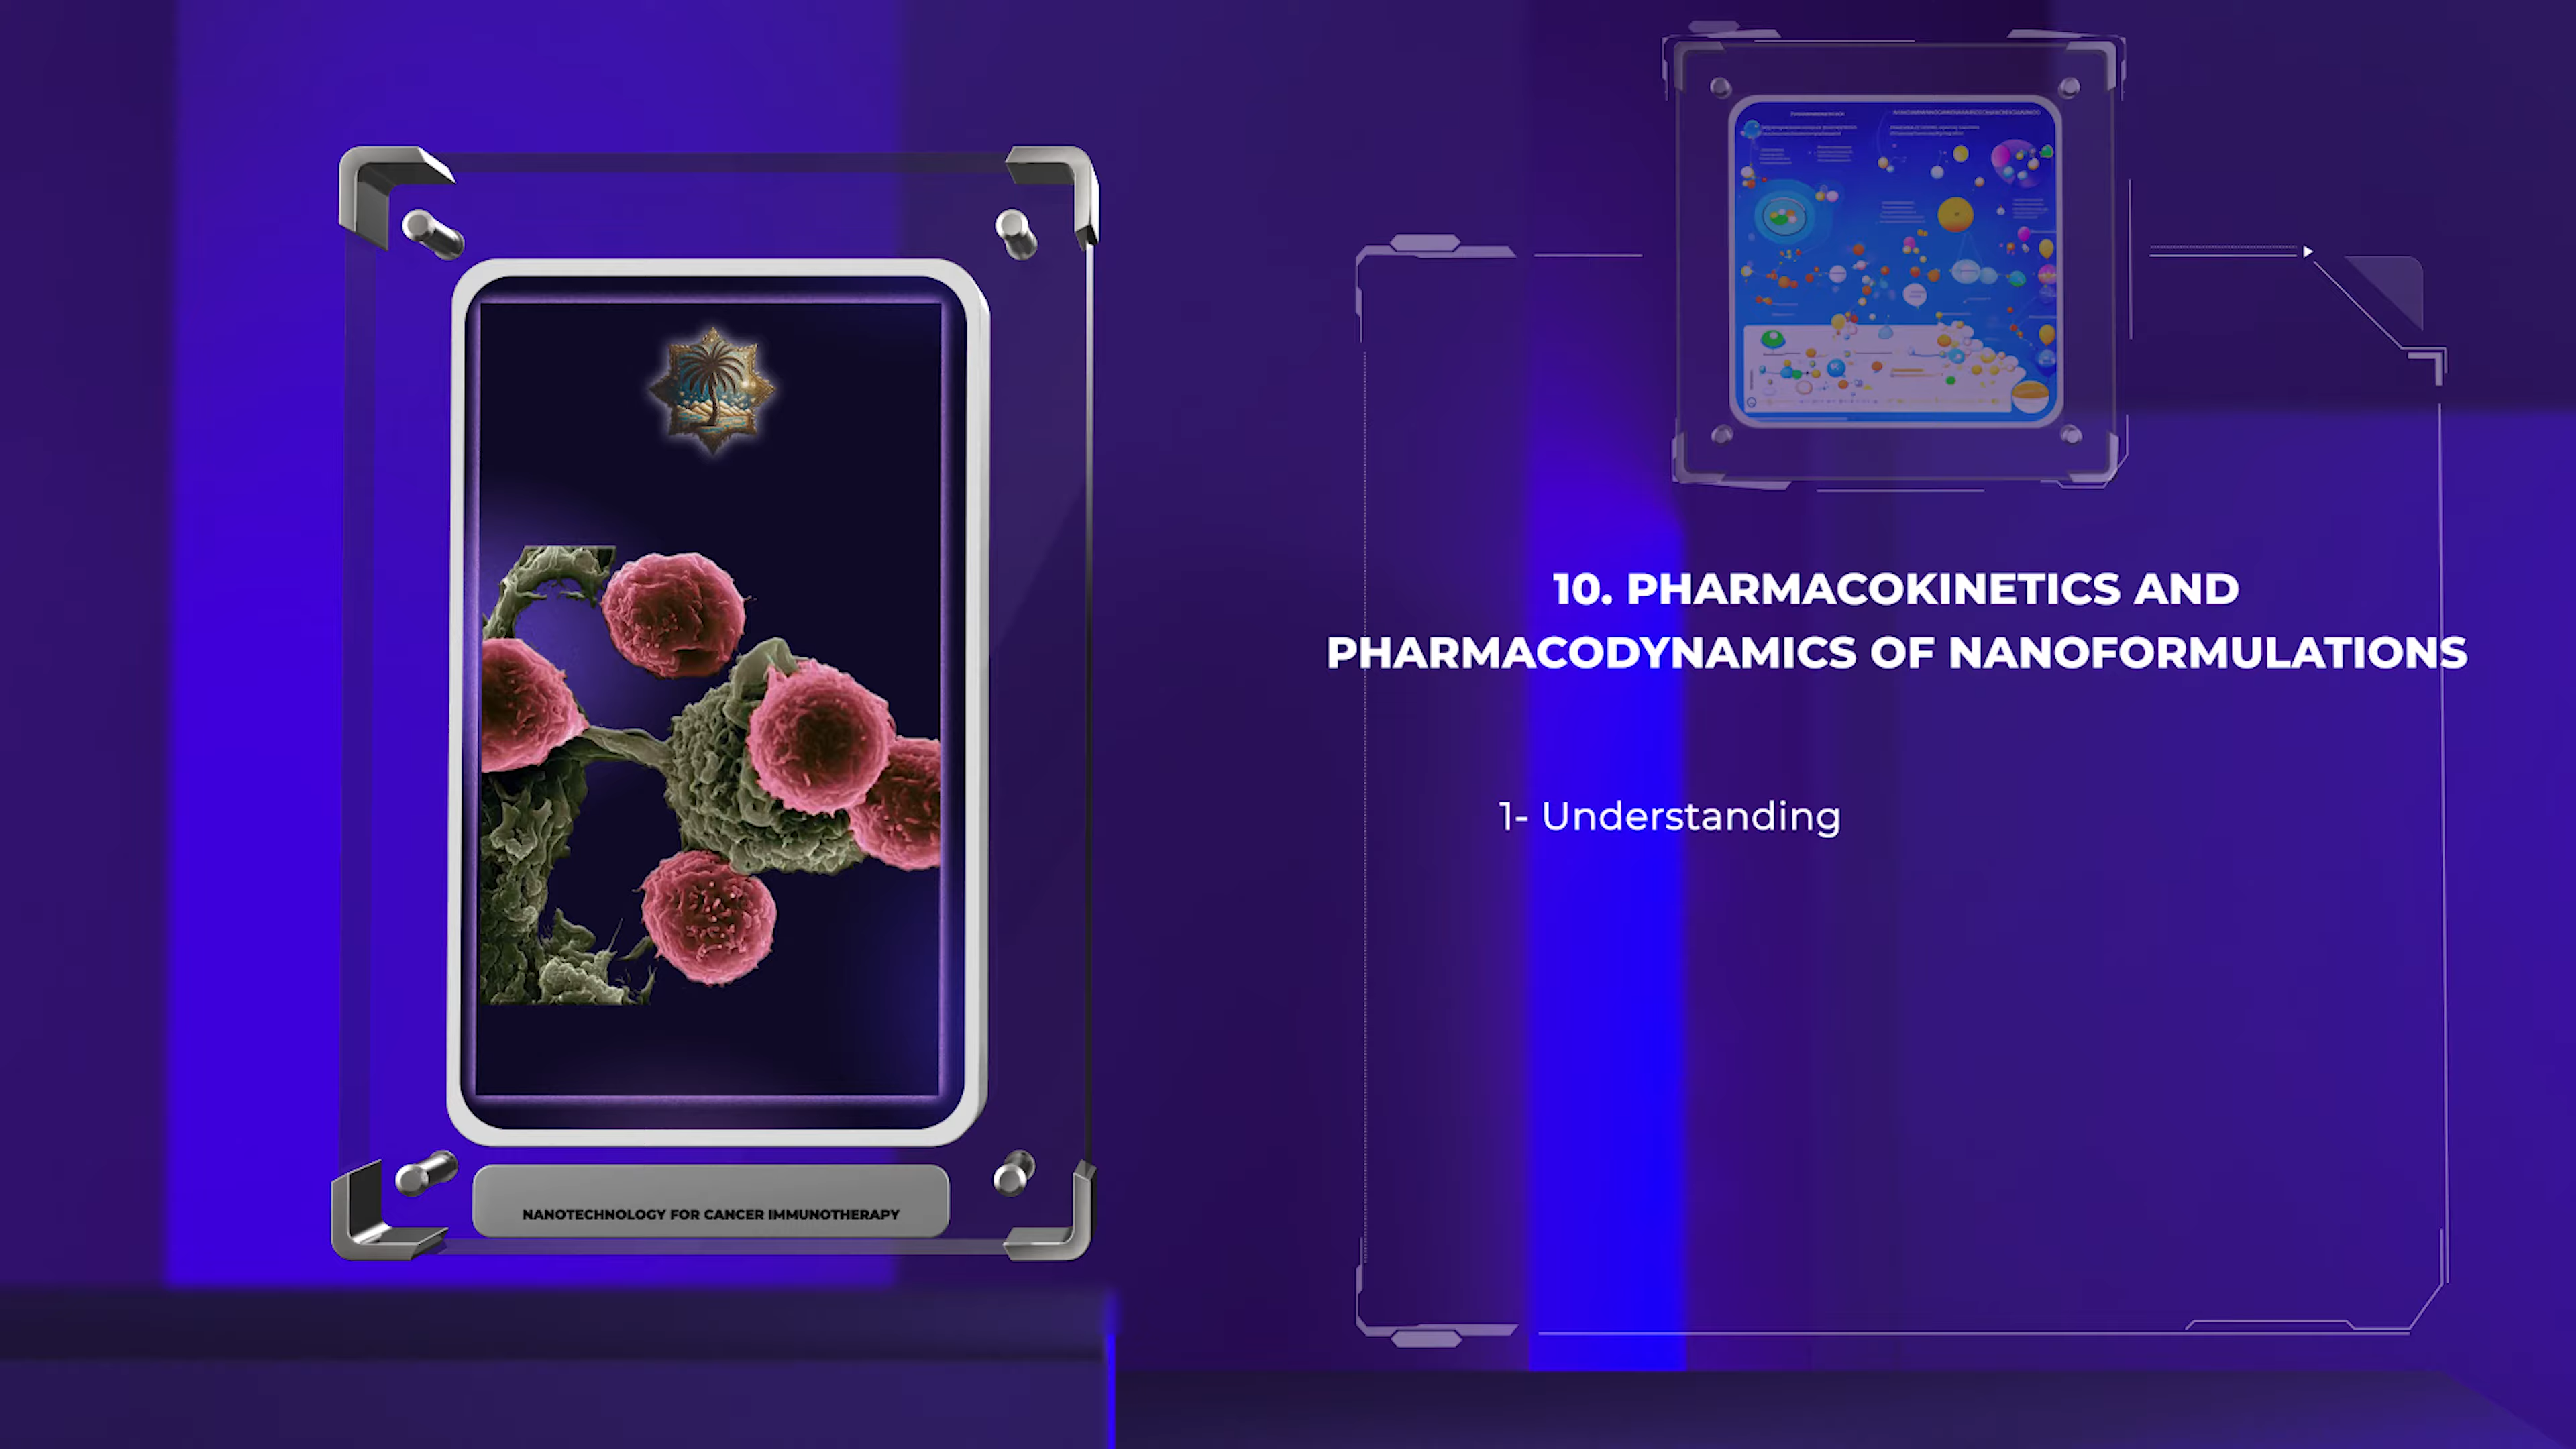 10. PHARMACOKINETICS AND
PHARMACODYNAMICS OF NANOFORMULATIONS
1- Understanding
NANOTECHNOLOGY FOR CANCER IMMUNOTHERAPY